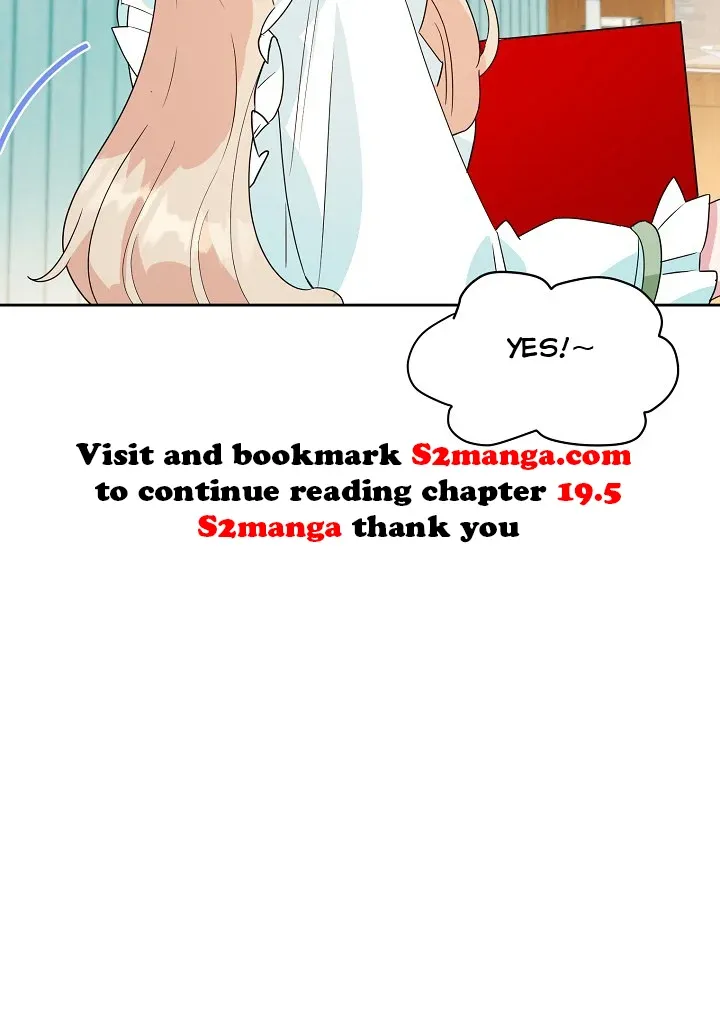 YES!~
Visit and bookmark S2manga.com
to continue reading chapter 19.5
S2manga thank you